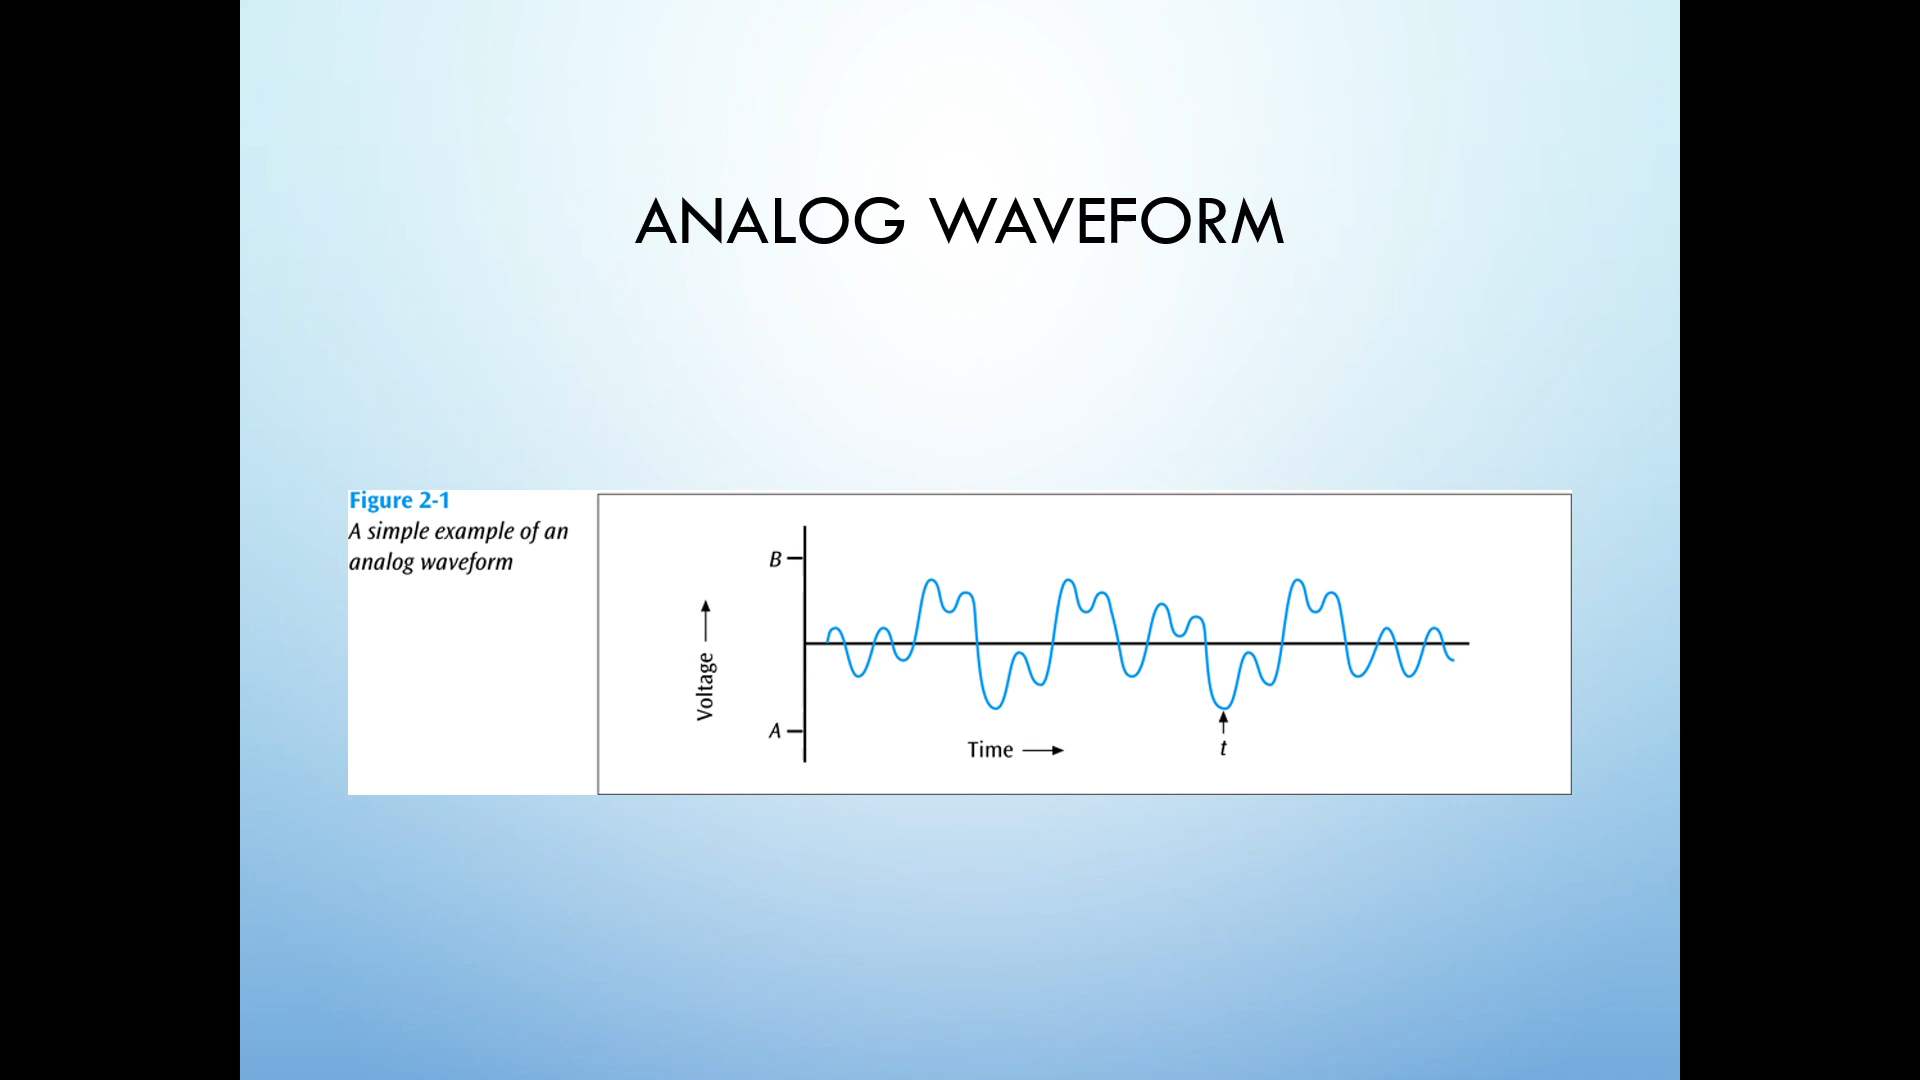 ANALOG WAVEFORM
Figure 2-1
A simple example of an
analog waveform
B
Voltage
A
Time
t